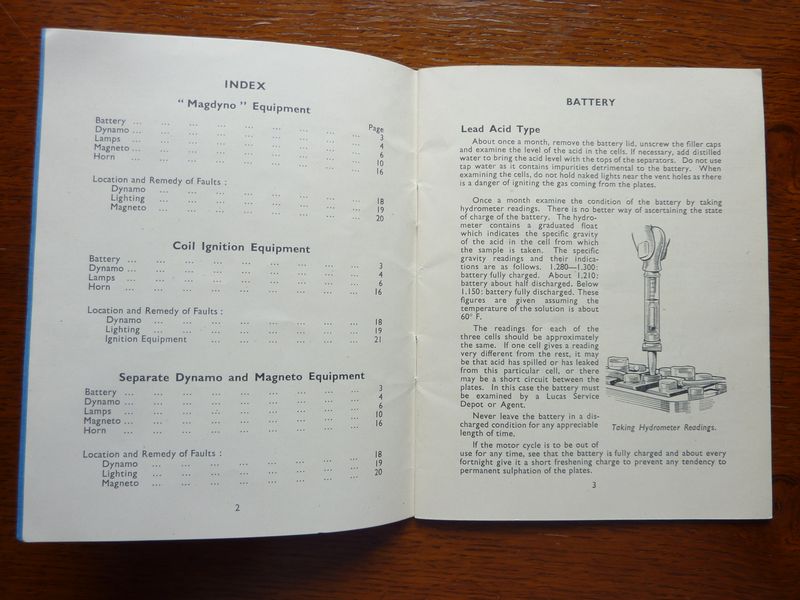 INDEX
“ Magdyno ” Equipment
Page
Battery ... ... ... ... ... ... ... ... ... 3
Dynamo ... ... ... ... ... ... ... ... ... 4
Lamps ... ... ... ... ... ... ... ... ... 6
Magneto ... ... ... ... ... ... ... ... ... 10
Horn ... ... ... ... ... ... ... ... ... 16
Location and Remedy of Faults :
Dynamo ... ... ... ... ... ... ... ... 18
Lighting ... ... ... ... ... ... ... ... 19
Magneto ... ... ... ... ... ... ... ... 20
Coil Ignition Equipment
Battery ... ... ... ... ... ... ... ... ... 3
Dynamo ... ... ... ... ... ... ... ... ... 4
Lamps ... ... ... ... ... ... ... ... ... 6
Horn ... ... ... ... ... ... ... ... ... 16
Location and Remedy of Faults :
Dynamo ... ... ... ... ... ... ... ... 18
Lighting ... ... ... ... ... ... ... ... 19
Ignition Equipment ... ... ... ... ... ... 21
Separate Dynamo and Magneto Equipment
Battery ... ... ... ... ... ... ... ... ... 3
Dynamo ... ... ... ... ... ... ... ... ... 4
Lamps ... ... ... ... ... ... ... ... ... 6
Magneto ... ... ... ... ... ... ... ... ... 10
Horn ... ... ... ... ... ... ... ... ... 16
Location and Remedy of Faults :
Dynamo ... ... ... ... ... ... ... ... 18
Lighting ... ... ... ... ... ... ... ... 19
Magneto ... ... ... ... ... ... ... ... 20
2
BATTERY
Lead Acid Type
About once a month, remove the battery lid, unscrew the filler caps
and examine the level of the acid in the cells. If necessary, add distilled
water to bring the acid level with the tops of the separators. Do not use
tap water as it contains impurities detrimental to the battery. When
examining the cells, do not hold naked lights near the vent holes as there
is a danger of igniting the gas coming from the plates.
Once a month examine the condition of the battery by taking
hydrometer readings. There is no better way of ascertaining the state
of charge of the battery. The hydro-
meter contains a graduated float
which indicates the specific gravity
of the acid in the cell from which
the sample is taken. The specific
gravity readings and their indica-
tions are as follows. 1.280—1.300:
battery fully charged. About 1.210:
battery about half discharged. Below
1.150: battery fully discharged. These
figures are given assuming the
temperature of the solution is about
60° F.
The readings for each of the
three cells should be approximately
the same. If one cell gives a reading
very different from the rest, it may
be that acid has spilled or has leaked
from this particular cell, or there
may be a short circuit between the
plates. In this case the battery must
be examined by a Lucas Service
Depot or Agent.
Never leave the battery in a dis-
charged condition for any appreciable
length of time.
Taking Hydrometer Readings.
If the motor cycle is to be out of
use for any time, see that the battery is fully charged and about every
fortnight give it a short freshening charge to prevent any tendency to
permanent sulphation of the plates.
3